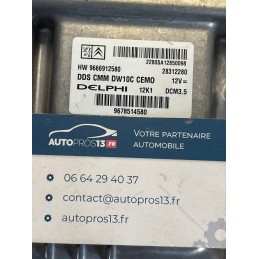 2280SA12850098
HW 9666912580 28312280
DDS CMM DW10C CEMO 12V=
DELPHI 12K1 DCM3.5
9678514580
AUTOPROS13.FR
VOTRE PARTENAIRE
AUTOMOBILE
06 64 29 40 37
contact@autopros13.fr
autopros13.fr